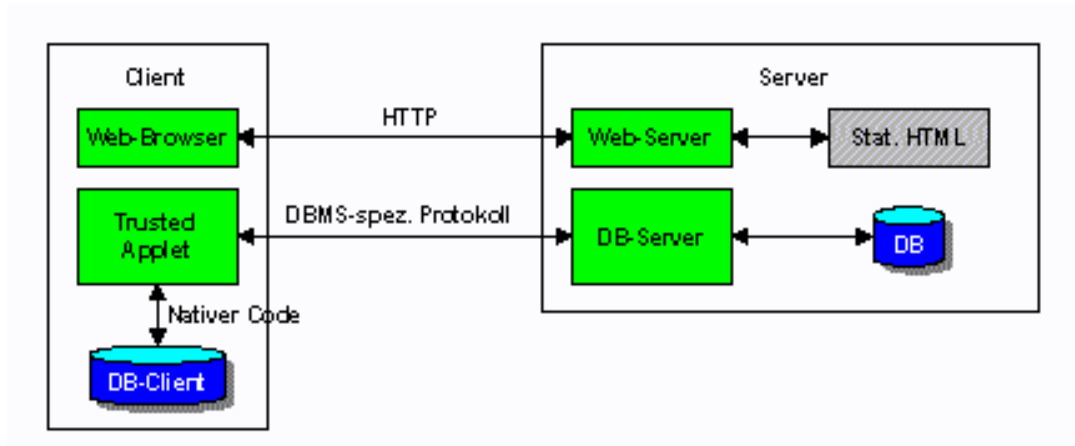 Client
Server
Web-Browser
HTTP
Web-Server
Stat. HTML
Trusted
Applet
DBMS-spez. Protokoll
DB-Server
DB
Nativer Code
DB-Client